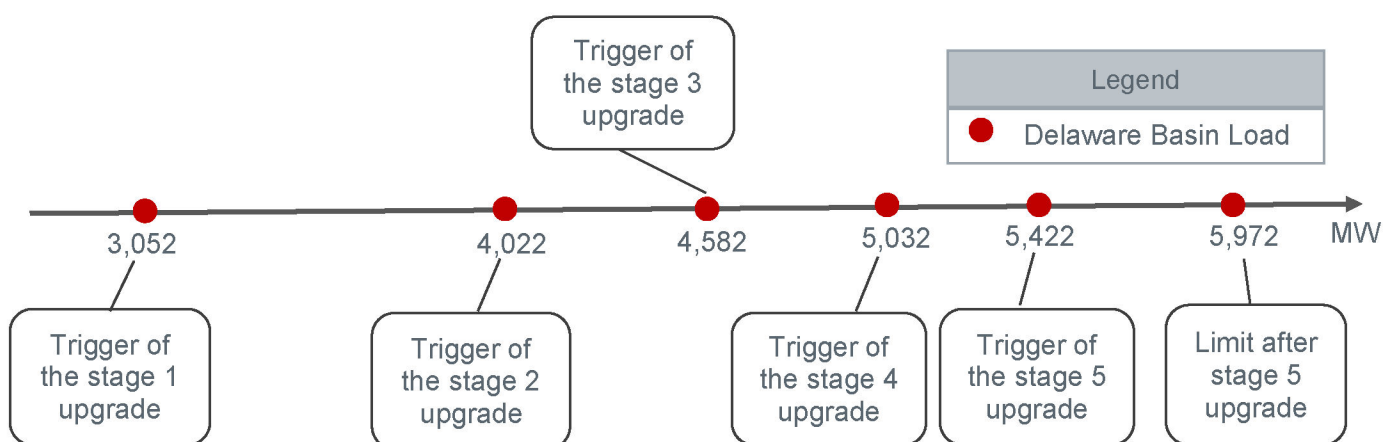 Trigger of
the stage 3
upgrade
Legend
Delaware Basin Load
3,052
4,022
4,582
5,032
5,422
5,972
MW
Trigger of
the stage 1
upgrade
Trigger of
the stage 2
upgrade
Trigger of
the stage 4
upgrade
Trigger of
the stage 5
upgrade
Limit after
stage 5
upgrade